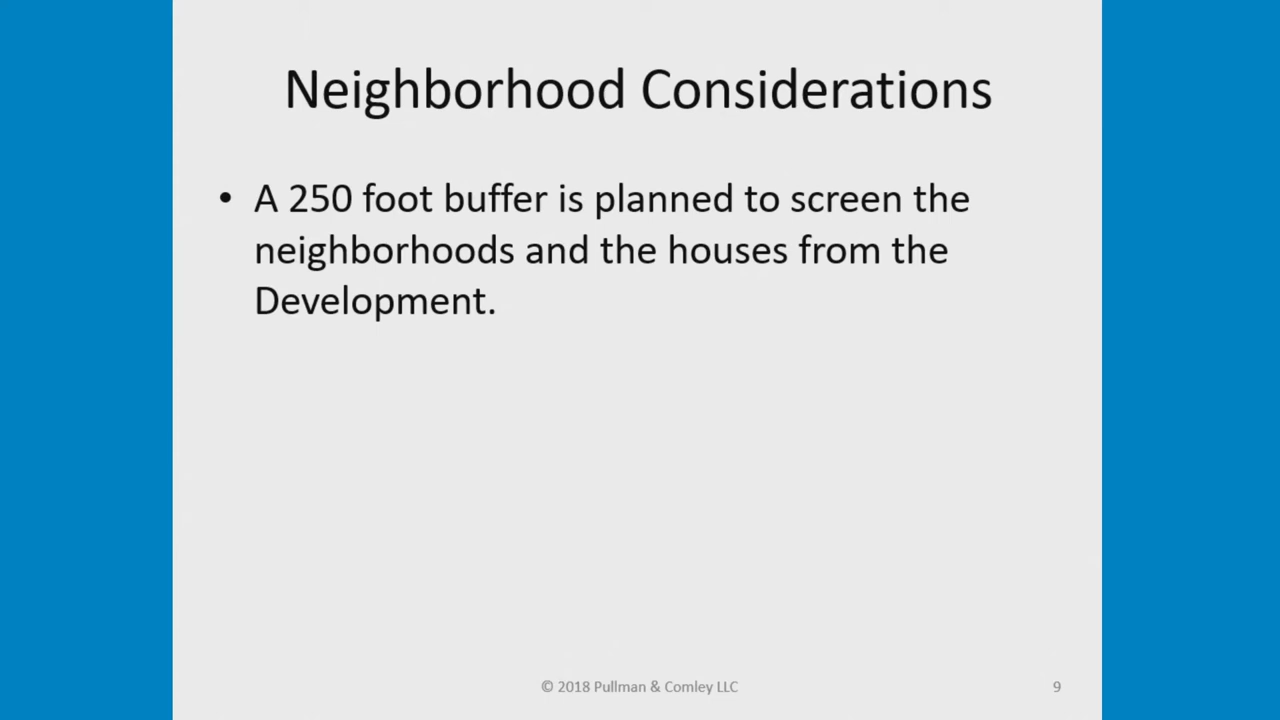 Neighborhood Considerations
• A 250 foot buffer is planned to screen the
neighborhoods and the houses from the
Development.
© 2018 Pullman & Comley LLC
9